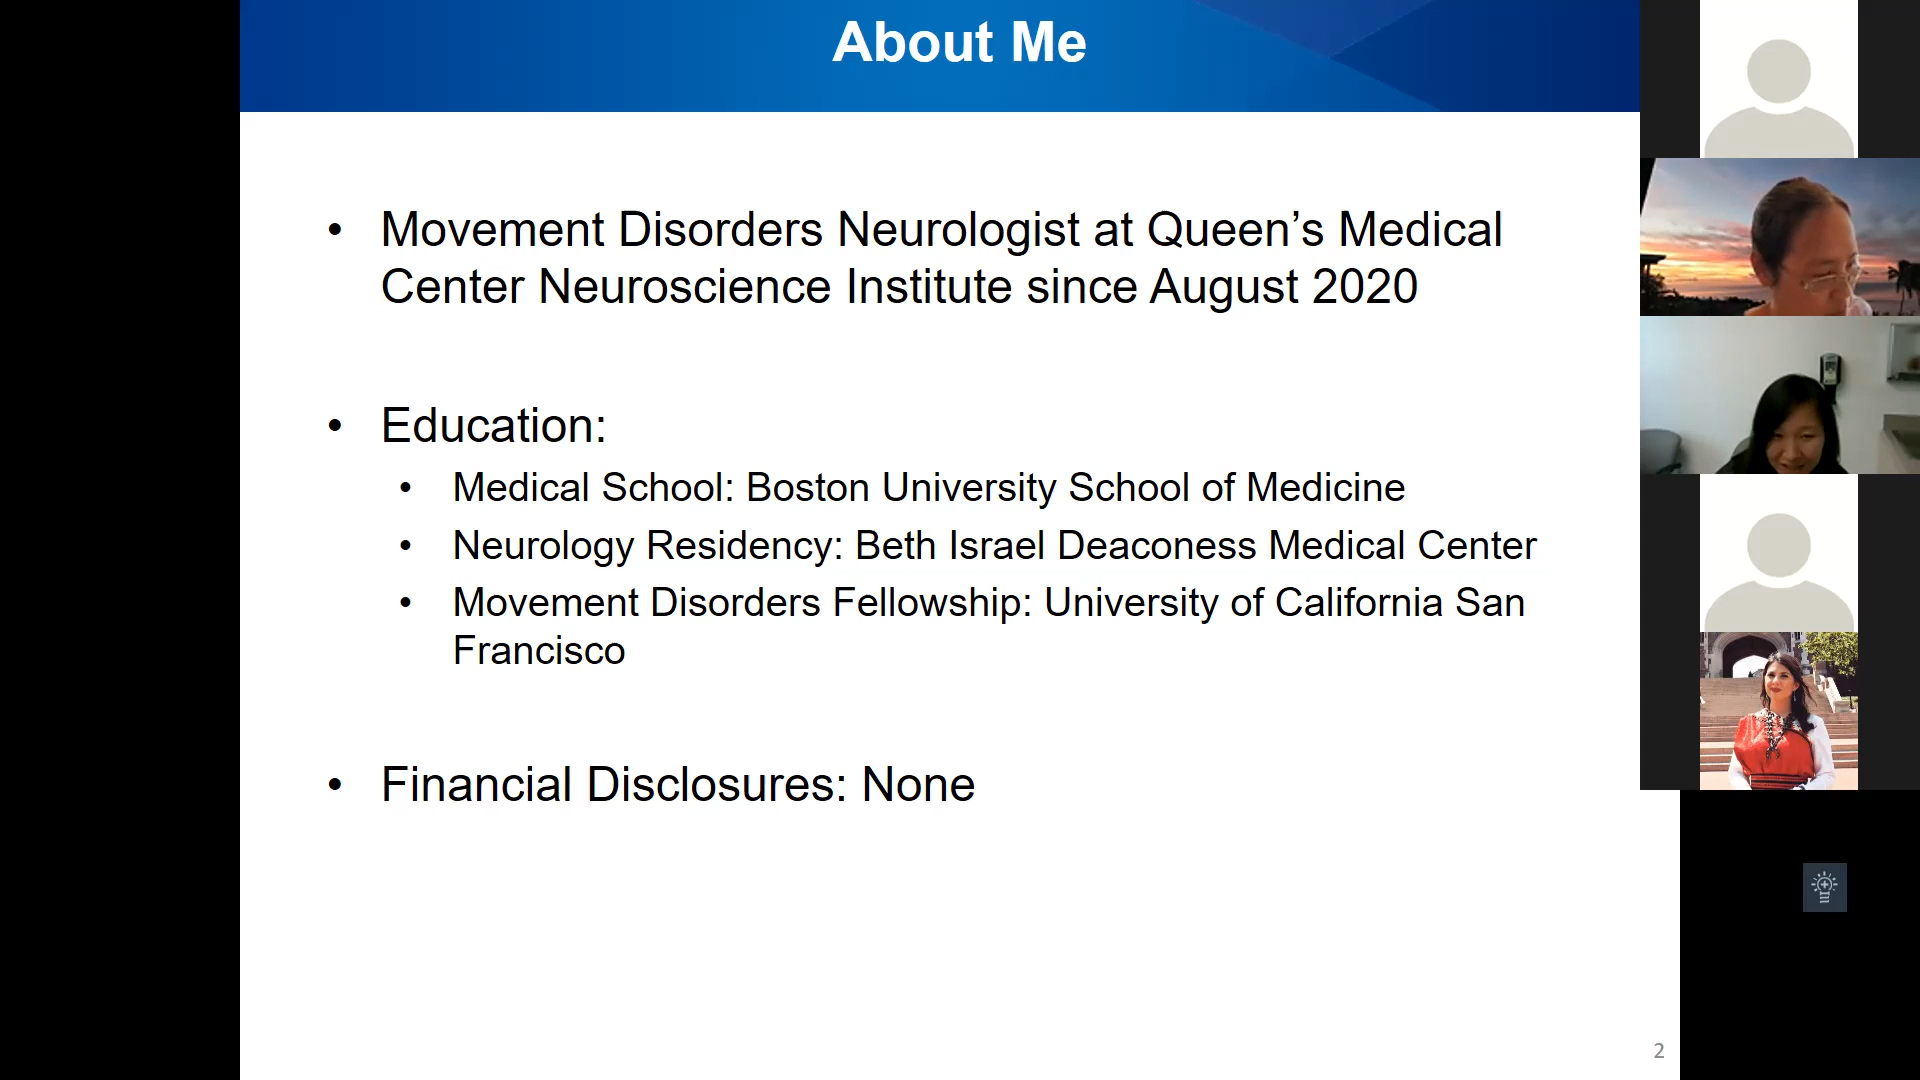 About Me
• Movement Disorders Neurologist at Queen’s Medical
Center Neuroscience Institute since August 2020
• Education:
• Medical School: Boston University School of Medicine
• Neurology Residency: Beth Israel Deaconess Medical Center
• Movement Disorders Fellowship: University of California San
Francisco
• Financial Disclosures: None
2